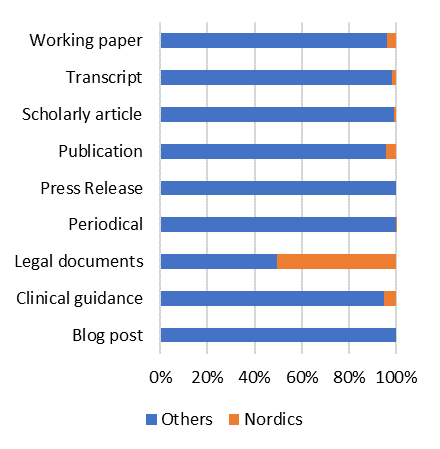 Working paper
Transcript
Scholarly article
Publication
Press Release
Periodical
Legal documents
Clinical guidance
Blog post
0% 20% 40% 60% 80% 100%
Others Nordics